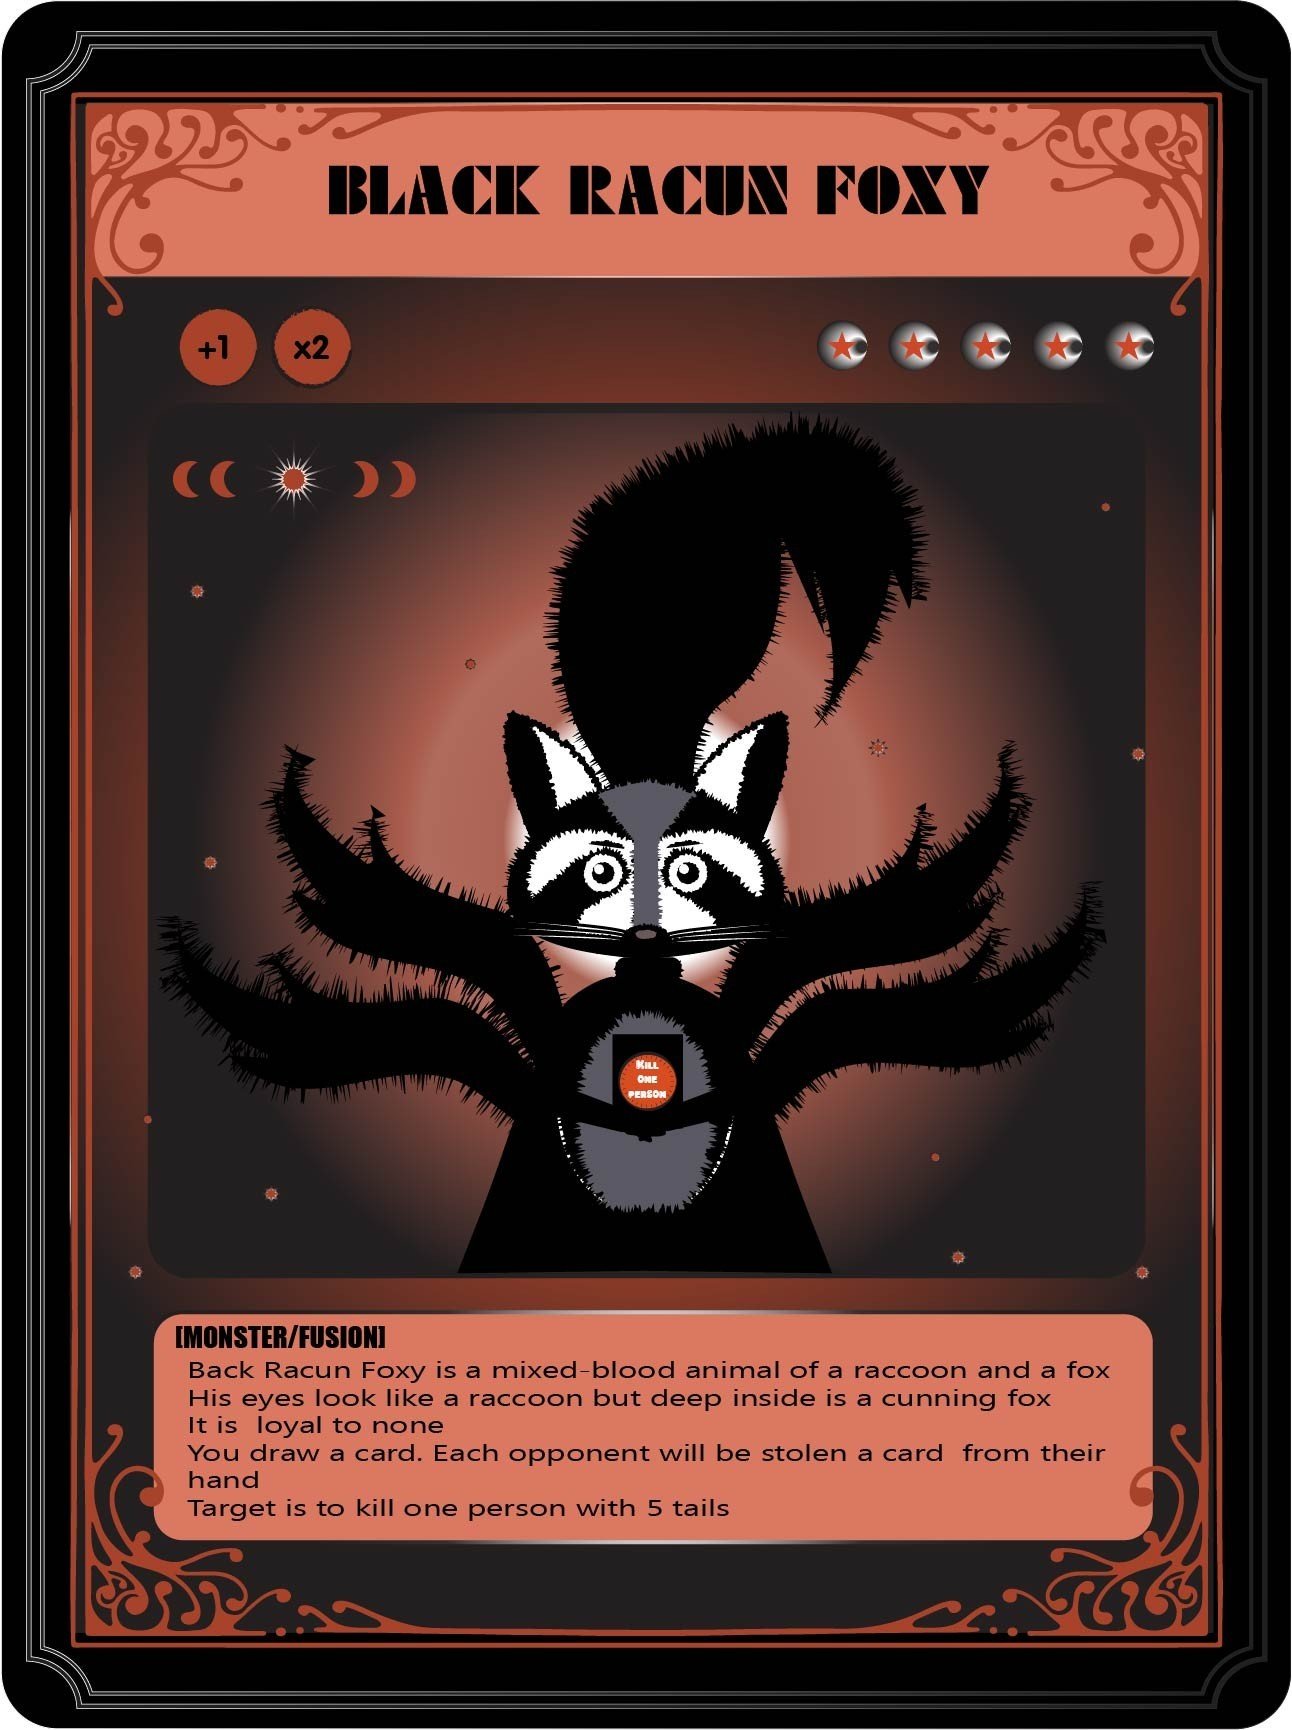 BLACK RACUN FOXY
+1 x2
KILL
ONE
PERSON
[MONSTER/FUSION]
Back Racun Foxy is a mixed-blood animal of a raccoon and a fox
His eyes look like a raccoon but deep inside is a cunning fox
It is  loyal to none
You draw a card. Each opponent will be stolen a card  from their
hand
Target is to kill one person with 5 tails